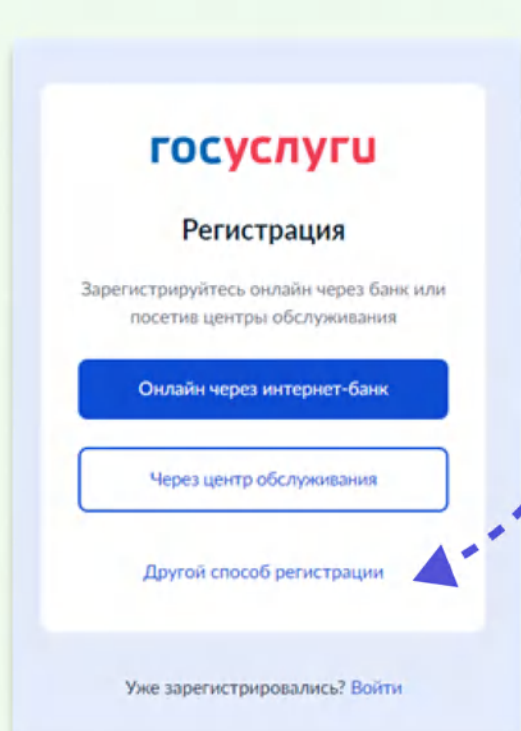 госуслуги
Регистрация
Зарегистрируйтесь онлайн через банк или
посетив центры обслуживания
Онлайн через интернет-банк
Через центр обслуживания
Другой способ регистрации
Уже зарегистрировались? Войти